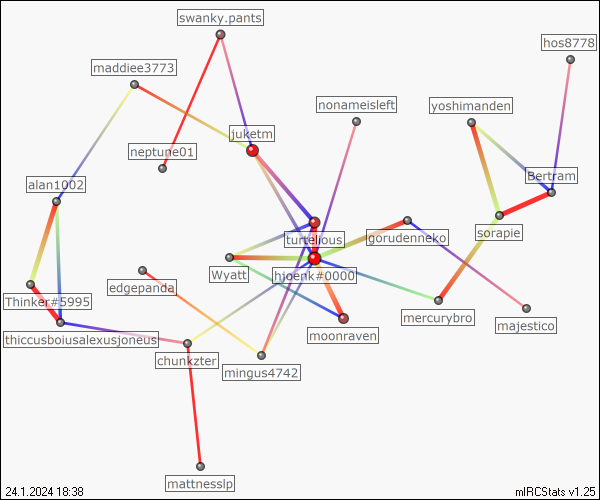 swanky.pants
hos8778
maddiee3773
nonameisleft
yoshimanden
juketm
neptune01
Bertram
alan1002
sorapie
turtelious
gorudenneko
Wyatt
hjoenk#0000
edgepanda
Thinker#5995
mercurybro
majestico
thiccusboiusalexusjoneus
moonraven
chunkzter
mingus4742
mattnesslp
24.1.2024 18:38
mIRCStats v1.25